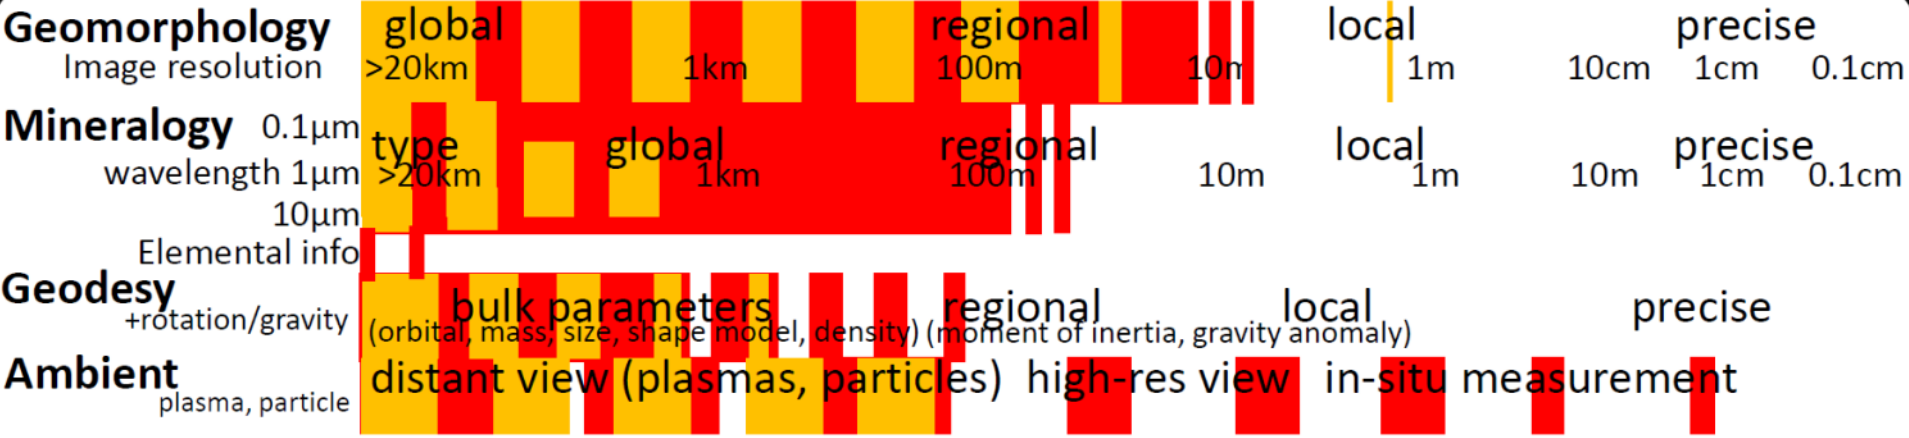 Geomorphology global regional local precise
Image resolution >20km 1km 100m 10m 1m 10cm 1cm 0.1cm
Mineralogy 0.1μm type global regional local precise
wavelength 1μm >20km 1km 100m 10m 1m 10m 1cm 0.1cm
10μm
Elemental info
Geodesy bulk parameters regional local precise
+rotation/gravity (orbital, mass, size, shape model, density) (moment of inertia, gravity anomaly)
Ambient distant view (plasmas, particles) high-res view in-situ measurement
plasma, particle